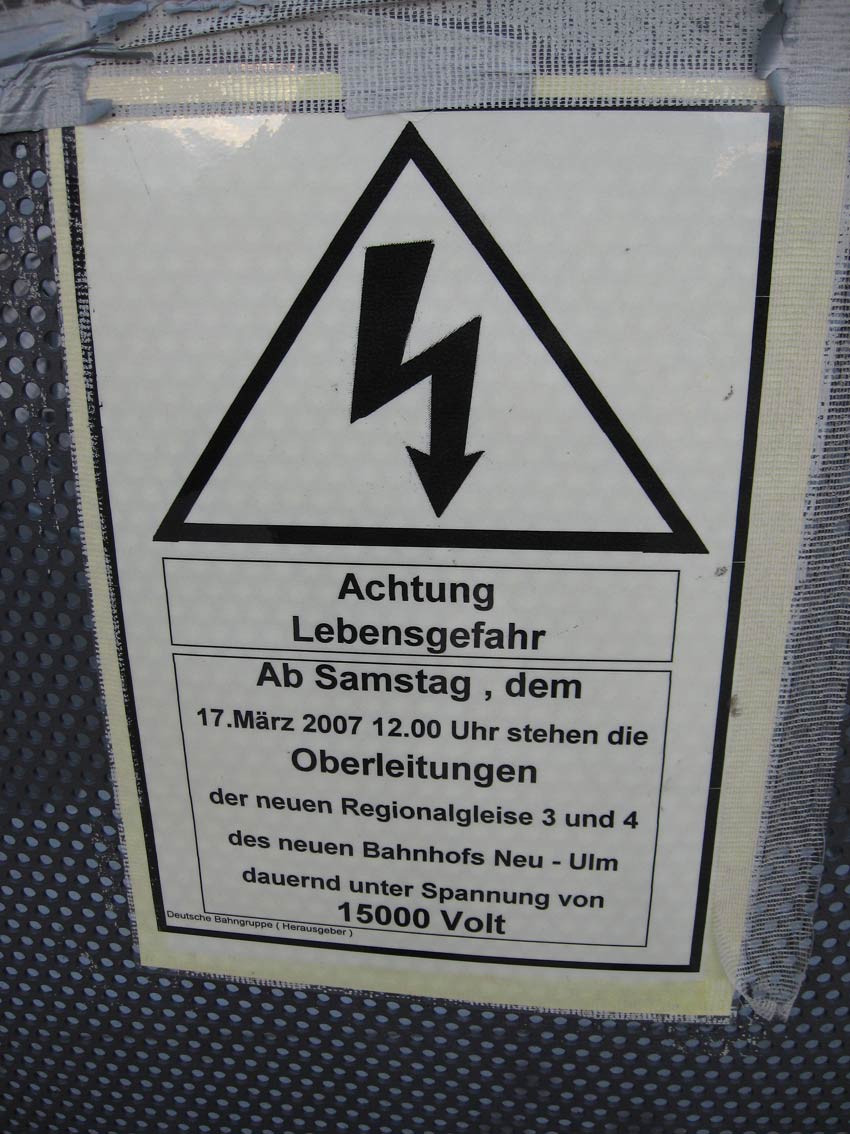 Achtung
Lebensgefahr
Ab Samstag , dem
17.März 2007 12.00 Uhr stehen die
Oberleitungen
der neuen Regionalgleise 3 und 4
des neuen Bahnhofs Neu - Ulm
dauernd unter Spannung von
15000 Volt
Deutsche Bahngruppe ( Herausgeber )